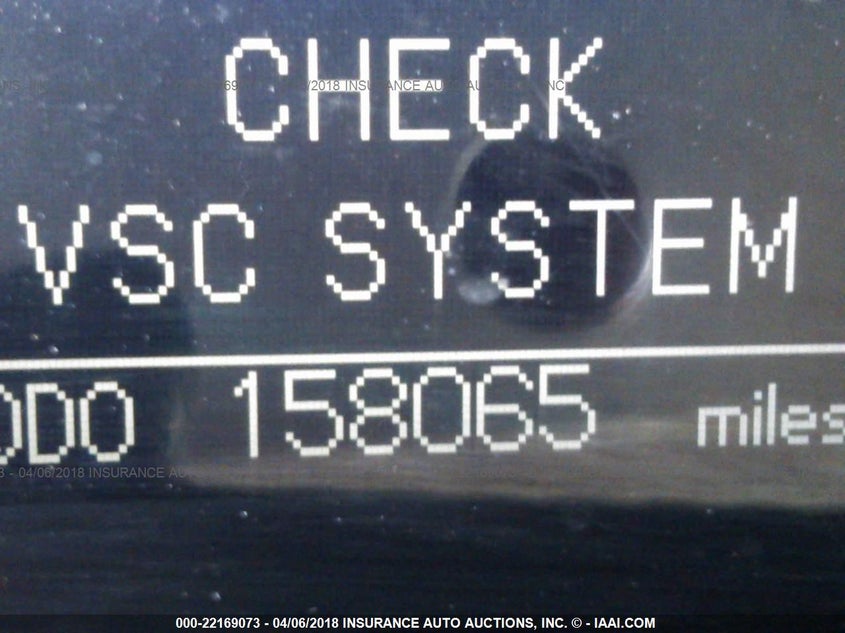 CHECK
VSC SYSTEM
ODO 158065 miles
000-22169073 - 04/06/2018 INSURANCE AUTO AUCTIONS, INC. © - IAAI.COM